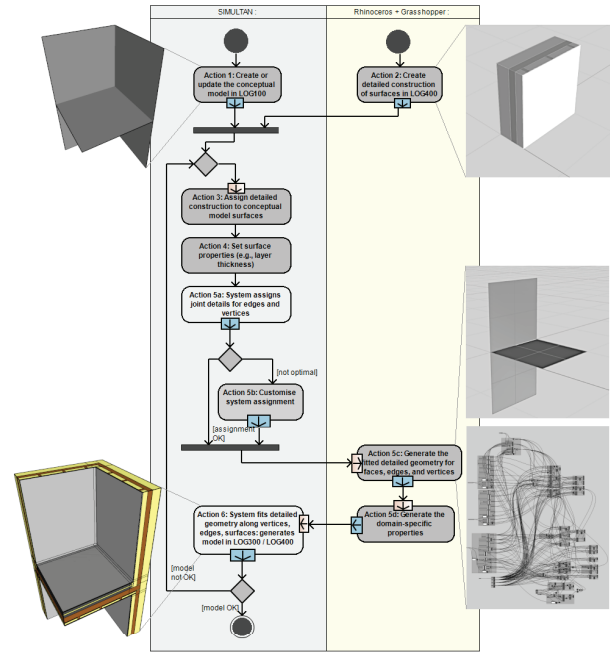 SIMULTAN :
Rhinoceros + Grasshopper :
Action 1: Create or
update the conceptual
model in LOG100
Action 2: Create
detailed construction
of surfaces in LOG400
Action 3: Assign detailed
construction to conceptual
model surfaces
Action 4: Set surface
properties (e.g., layer
thickness)
Action 5a: System assigns
joint details for edges and
vertices
[not optimal]
Action 5b: Customise
system assignment
[assignment
OK]
Action 5c: Generate the
fitted detailed geometry for
faces, edges, and vertices
Action 5d: Generate the
domain-specific
properties
Action 6: System fits detailed
geometry along vertices,
edges, surfaces: generates
model in LOG300 / LOG400
[model
not OK]
[model OK]